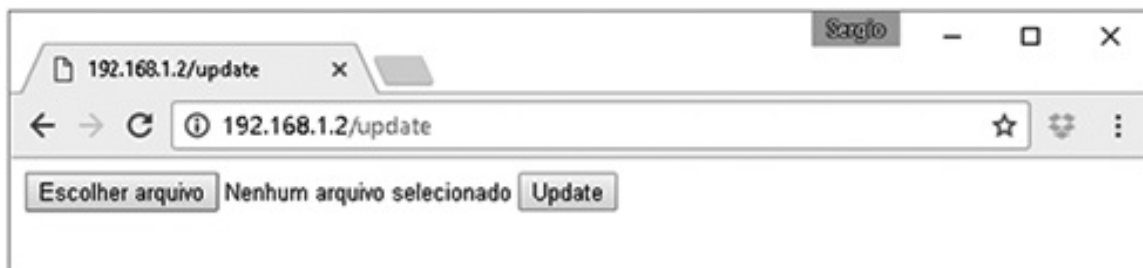 Sergio
192.168.1.2/update
192.168.1.2/update
Escolher arquivo Nenhum arquivo selecionado Update